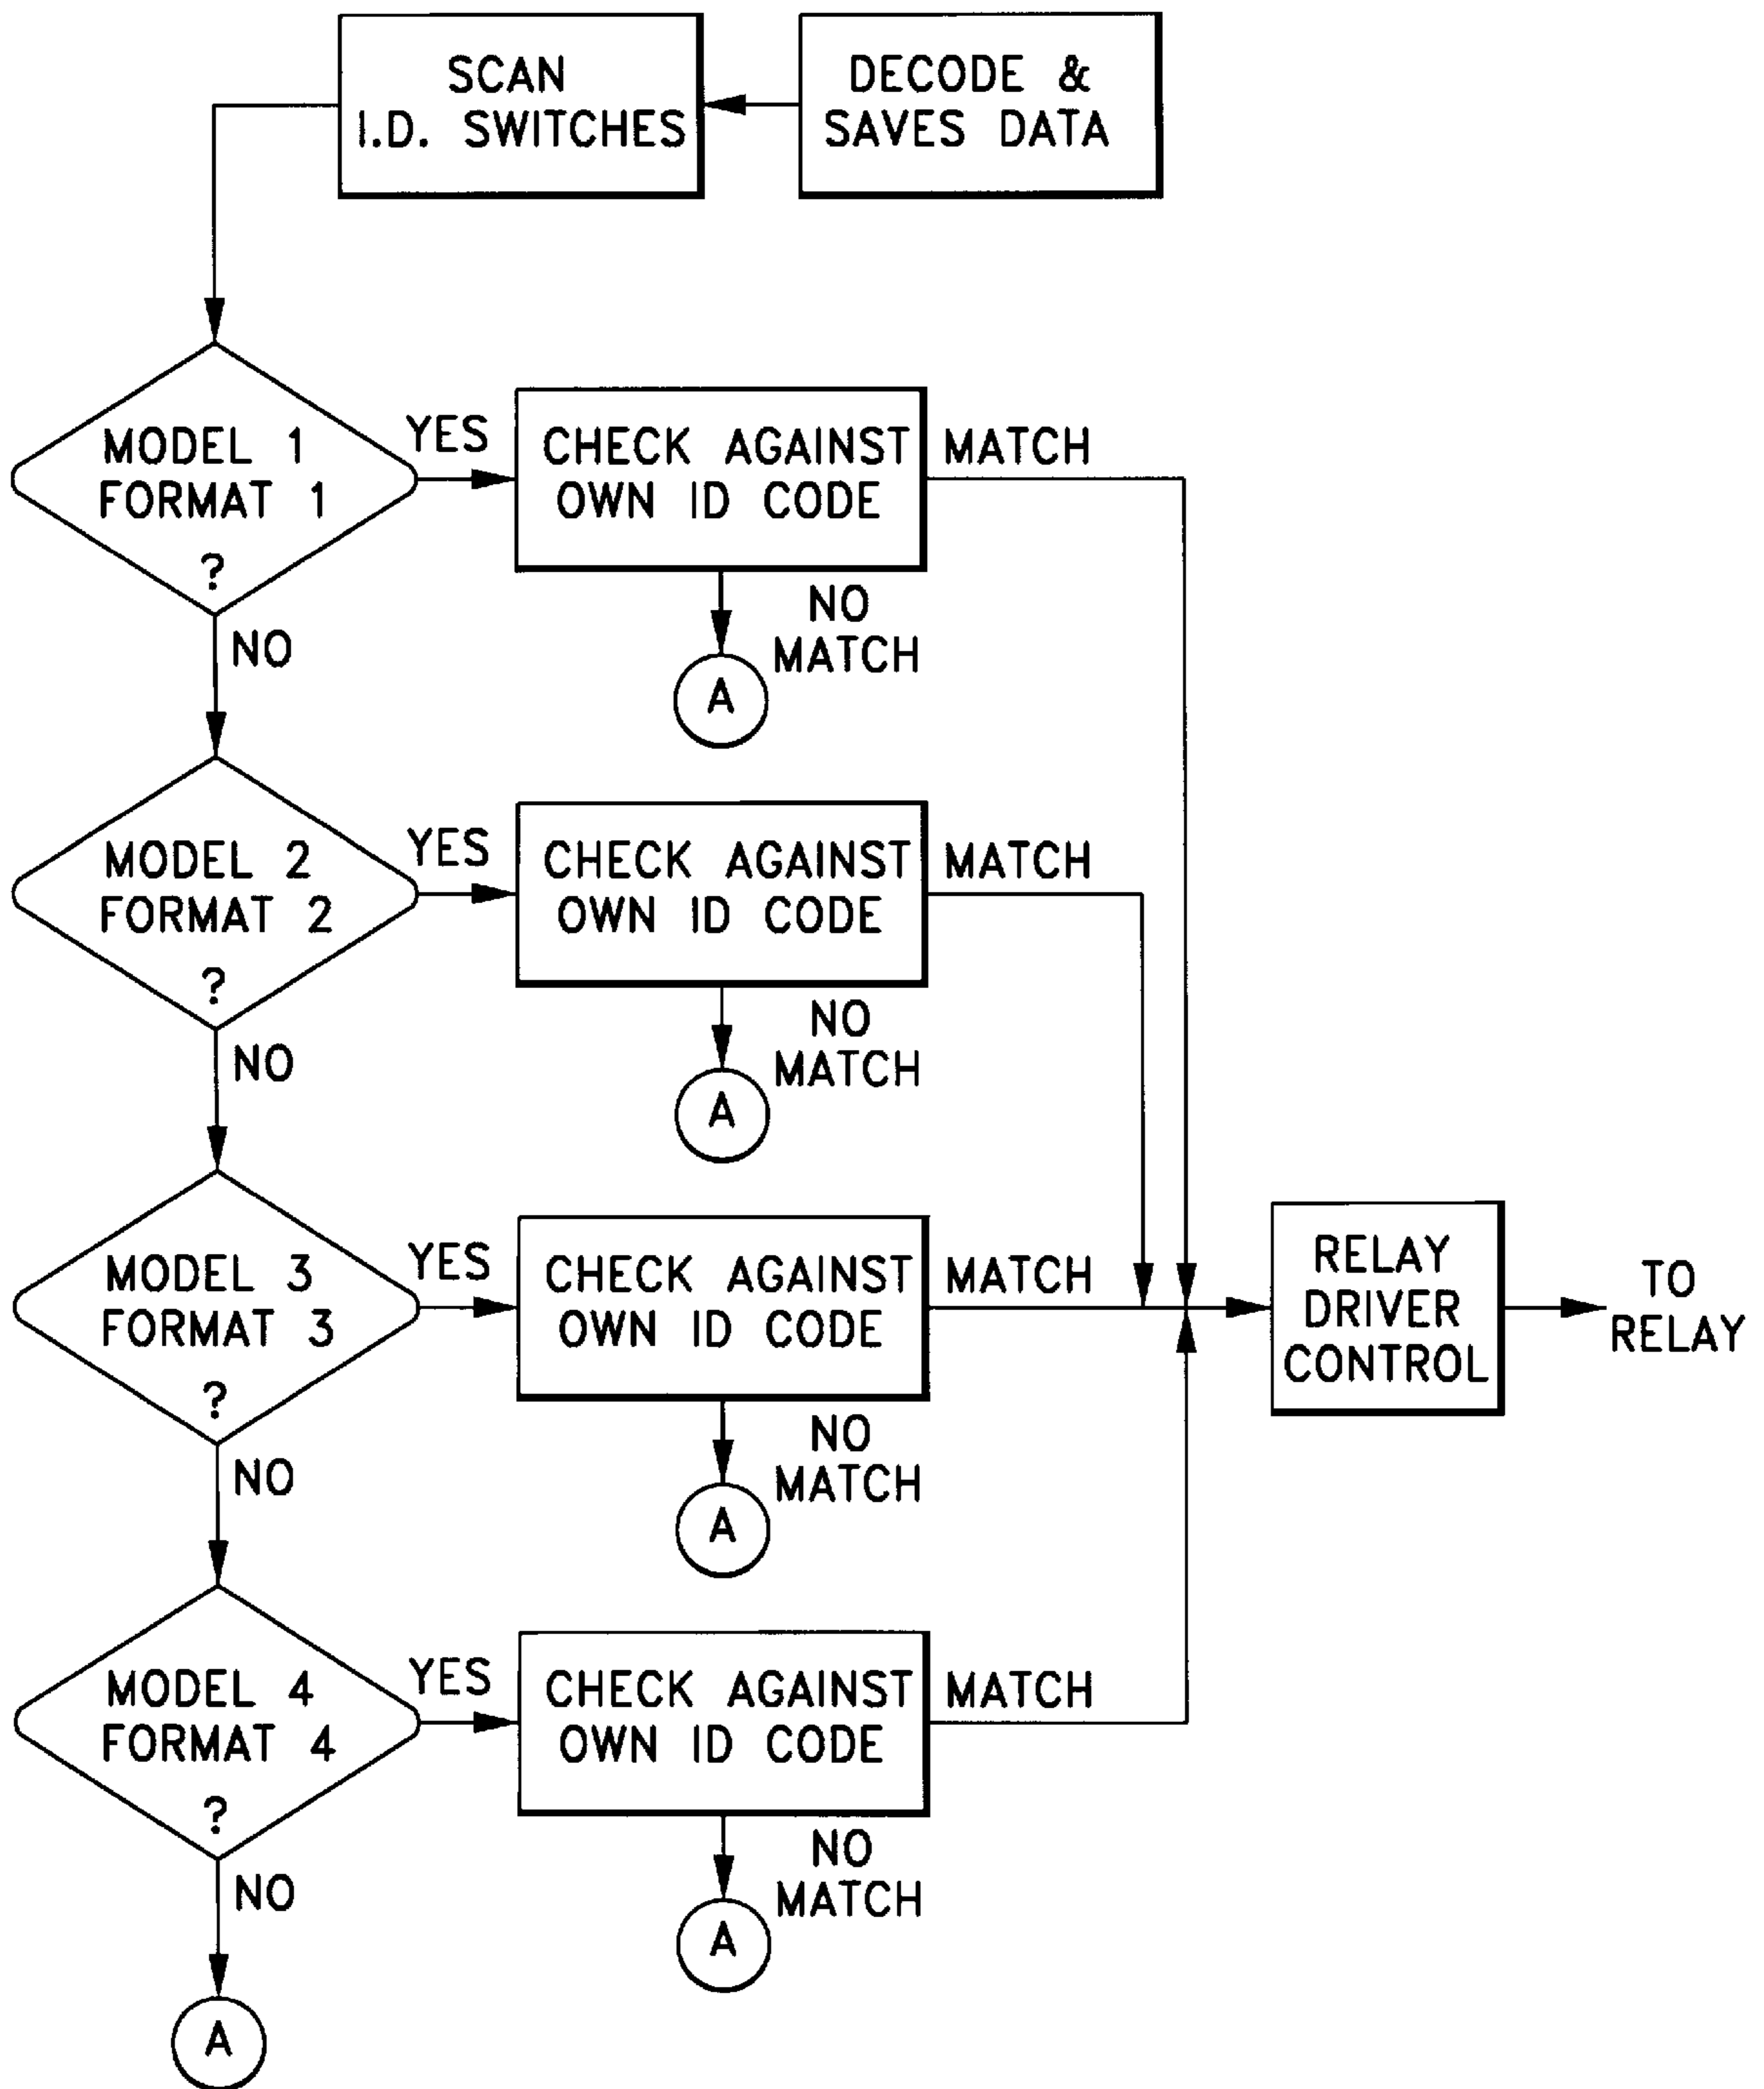 SCAN
I.D. SWITCHES
DECODE &
SAVES DATA
MODEL 1
FORMAT 1
?
YES
CHECK AGAINST
OWN ID CODE
MATCH
NO
MATCH
A
NO
MODEL 2
FORMAT 2
?
YES
CHECK AGAINST
OWN ID CODE
MATCH
NO
MATCH
A
NO
MODEL 3
FORMAT 3
?
YES
CHECK AGAINST
OWN ID CODE
MATCH
NO
MATCH
A
RELAY
DRIVER
CONTROL
TO
RELAY
NO
MODEL 4
FORMAT 4
?
YES
CHECK AGAINST
OWN ID CODE
MATCH
NO
MATCH
A
NO
A